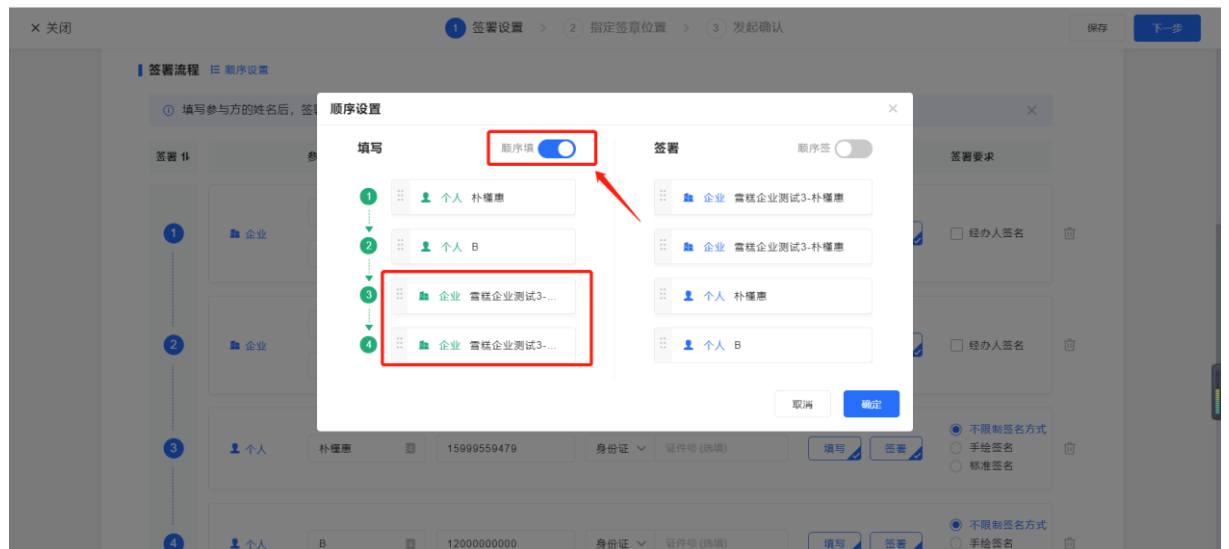 × 关闭
1 签署设置 > 2 指定签章位置 > 3 发起确认
保存
下一步
签署流程 顺序设置
填写参与方的姓名后，签
签署
参
签署要求
顺序设置
填写 顺序填
签署 顺序签
1 个人 朴槿惠
2 个人 B
3 企业 雪糕企业测试3-...
4 企业 雪糕企业测试3-...
企业 雪糕企业测试3-朴槿惠
企业 雪糕企业测试3-朴槿惠
个人 朴槿惠
个人 B
取消
确定
1 企业 经办人签名
2 企业 经办人签名
3 个人 朴槿惠 15999559479 身份证 证件号 (选填) 填写 签署
不限制签名方式
手绘签名
标准签名
4 个人 B 12000000000 身份证 证件号 (选填) 填写 签署
不限制签名方式
手绘签名